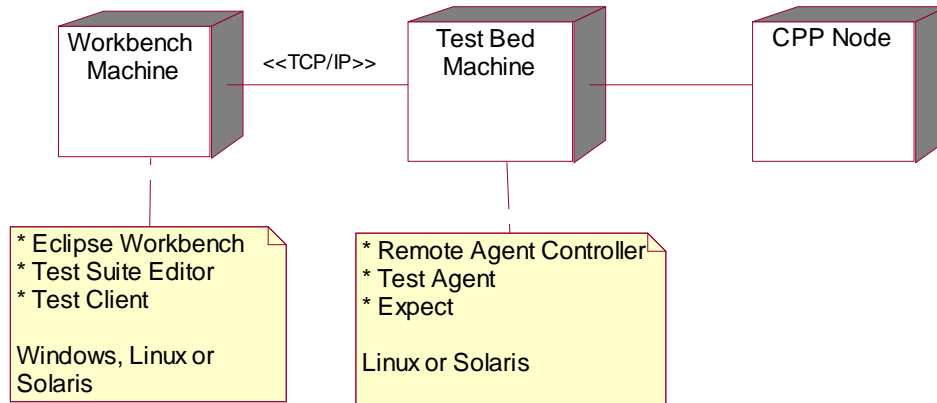 Workbench
Machine
<<TCP/IP>>
Test Bed
Machine
CPP Node
* Eclipse Workbench
* Test Suite Editor
* Test Client
Windows, Linux or
Solaris
* Remote Agent Controller
* Test Agent
* Expect
Linux or Solaris